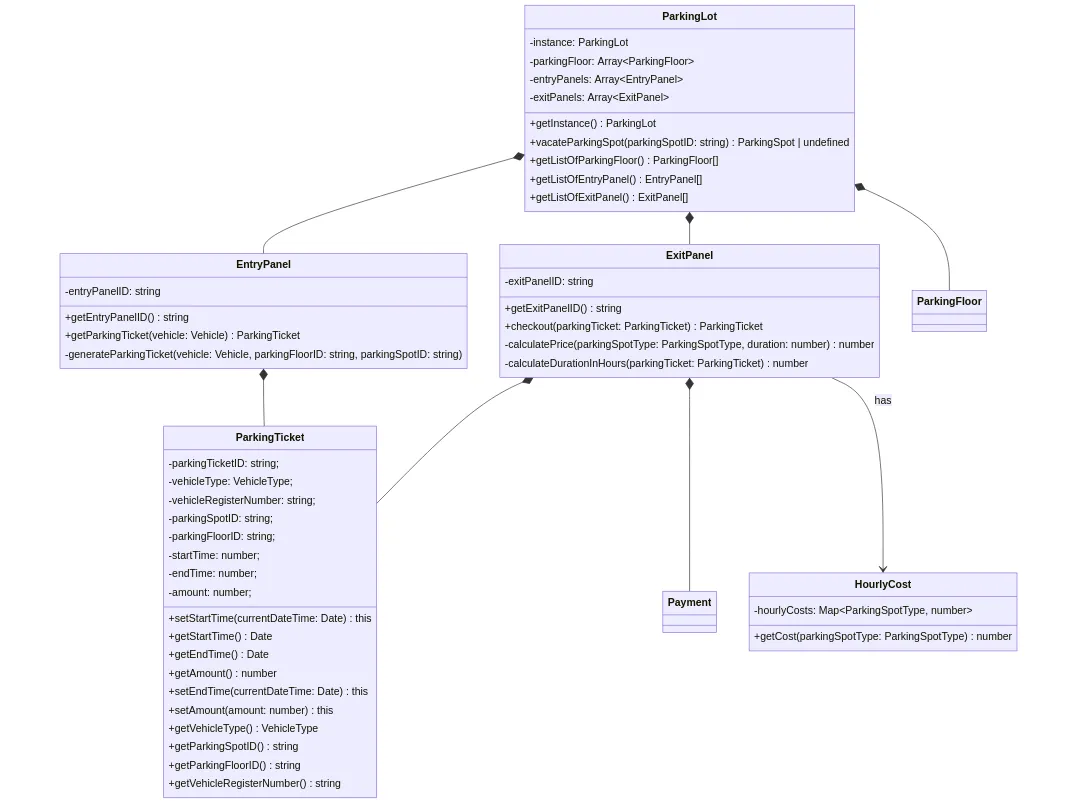 ParkingLot
-instance: ParkingLot
-parkingFloor: Array<ParkingFloor>
-entryPanels: Array<EntryPanel>
-exitPanels: Array<ExitPanel>
+getInstance() : ParkingLot
+vacateParkingSpot(parkingSpotID: string) : ParkingSpot | undefined
+getListOfParkingFloor() : ParkingFloor[]
+getListOfEntryPanel() : EntryPanel[]
+getListOfExitPanel() : ExitPanel[]
EntryPanel
-entryPanelID: string
+getEntryPanelID() : string
+getParkingTicket(vehicle: Vehicle) : ParkingTicket
-generateParkingTicket(vehicle: Vehicle, parkingFloorID: string, parkingSpotID: string)
ExitPanel
-exitPanelID: string
+getExitPanelID() : string
+checkout(parkingTicket: ParkingTicket) : ParkingTicket
-calculatePrice(parkingSpotType: ParkingSpotType, duration: number) : number
-calculateDurationInHours(parkingTicket: ParkingTicket) : number
ParkingFloor
has
ParkingTicket
-parkingTicketID: string;
-vehicleType: VehicleType;
-vehicleRegisterNumber: string;
-parkingSpotID: string;
-parkingFloorID: string;
-startTime: number;
-endTime: number;
-amount: number;
+setStartTime(currentDateTime: Date) : this
+getStartTime() : Date
+getEndTime() : Date
+getAmount() : number
+setEndTime(currentDateTime: Date) : this
+setAmount(amount: number) : this
+getVehicleType() : VehicleType
+getParkingSpotID() : string
+getParkingFloorID() : string
+getVehicleRegisterNumber() : string
Payment
HourlyCost
-hourlyCosts: Map<ParkingSpotType, number>
+getCost(parkingSpotType: ParkingSpotType) : number